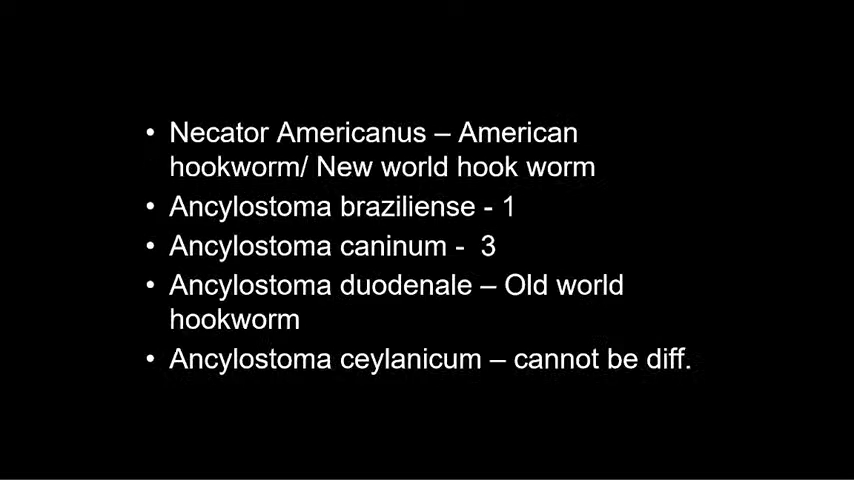 • Necator Americanus – American
hookworm/ New world hook worm
• Ancylostoma braziliense - 1
• Ancylostoma caninum -  3
• Ancylostoma duodenale – Old world
hookworm
• Ancylostoma ceylanicum – cannot be diff.